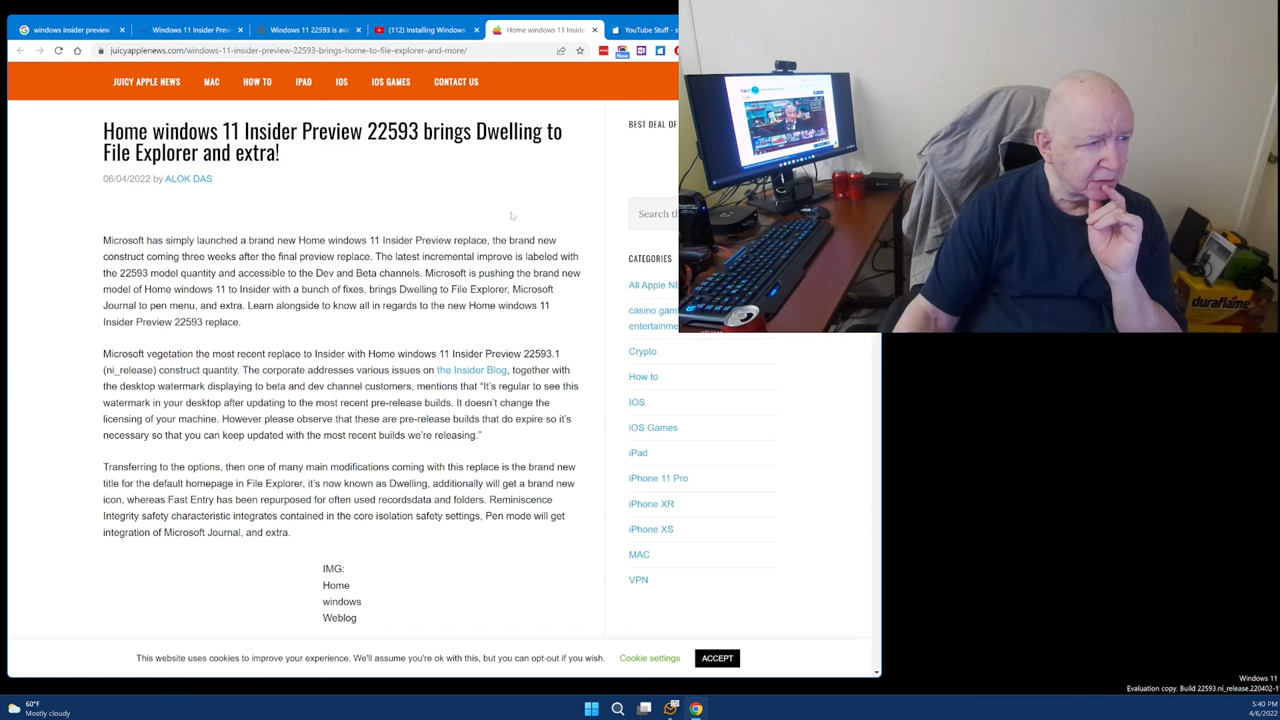 windows insider preview
Windows 11 Insider Previ
Windows 11 22593 is ava
(112) Installing Windows
Home windows 11 Inside
YouTube Stuff - s
juicyapplenews.com/windows-11-insider-preview-22593-brings-home-to-file-explorer-and-more/
New
JUICY APPLE NEWS
MAC
HOW TO
IPAD
IOS
IOS GAMES
CONTACT US
Home windows 11 Insider Preview 22593 brings Dwelling to
File Explorer and extra!
06/04/2022 by ALOK DAS
Microsoft has simply launched a brand new Home windows 11 Insider Preview replace, the brand new
construct coming three weeks after the final preview replace. The latest incremental improve is labeled with
the 22593 model quantity and accessible to the Dev and Beta channels. Microsoft is pushing the brand new
model of Home windows 11 to Insider with a bunch of fixes, brings Dwelling to File Explorer, Microsoft
Journal to pen menu, and extra. Learn alongside to know all in regards to the new Home windows 11
Insider Preview 22593 replace.
Microsoft vegetation the most recent replace to Insider with Home windows 11 Insider Preview 22593.1
(ni_release) construct quantity. The corporate addresses various issues on the Insider Blog, together with
the desktop watermark displaying to beta and dev channel customers, mentions that “It’s regular to see this
watermark in your desktop after updating to the most recent pre-release builds. It doesn’t change the
licensing of your machine. However please observe that these are pre-release builds that do expire so it’s
necessary so that you can keep updated with the most recent builds we’re releasing.”
Transferring to the options, then one of many main modifications coming with this replace is the brand new
title for the default homepage in File Explorer, it’s now known as Dwelling, additionally will get a brand new
icon, whereas Fast Entry has been repurposed for often used recordsdata and folders. Reminiscence
Integrity safety characteristic integrates contained in the core isolation safety settings, Pen mode will get
integration of Microsoft Journal, and extra.
IMG:
Home
windows
Weblog
BEST DEAL OF
Search th
CATEGORIES
All Apple NE
casino gam
entertainme
Crypto
How to
IOS
iOS Games
iPad
iPhone 11 Pro
iPhone XR
iPhone XS
MAC
VPN
duraflame
This website uses cookies to improve your experience. We'll assume you're ok with this, but you can opt-out if you wish.
Cookie settings
ACCEPT
Windows 11
Evaluation copy. Build 22593.ni_release.220402-1
60°F
Mostly cloudy
5:40 PM
4/6/2022